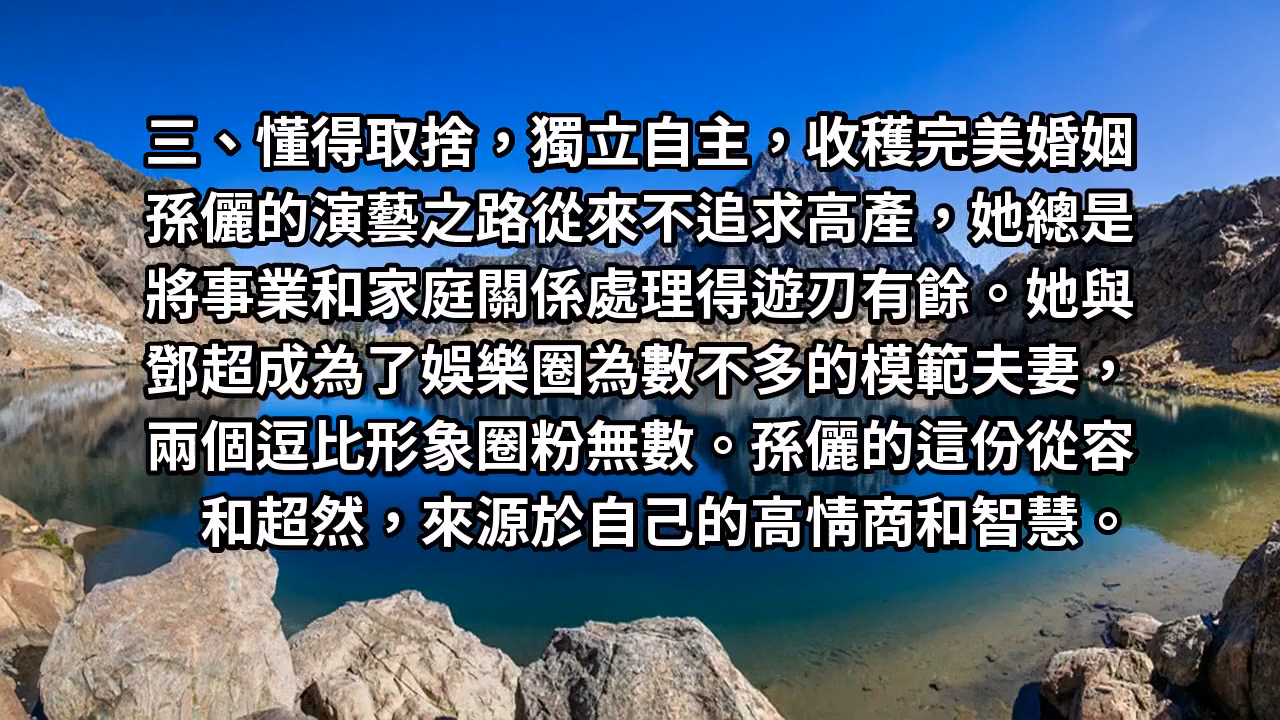 三、懂得取捨，獨立自主，收穫完美婚姻
孫儷的演藝之路從來不追求高產，她總是
將事業和家庭關係處理得遊刃有餘。她與
鄧超成為了娛樂圈為數不多的模範夫妻，
兩個逗比形象圈粉無數。孫儷的這份從容
和超然，來源於自己的高情商和智慧。